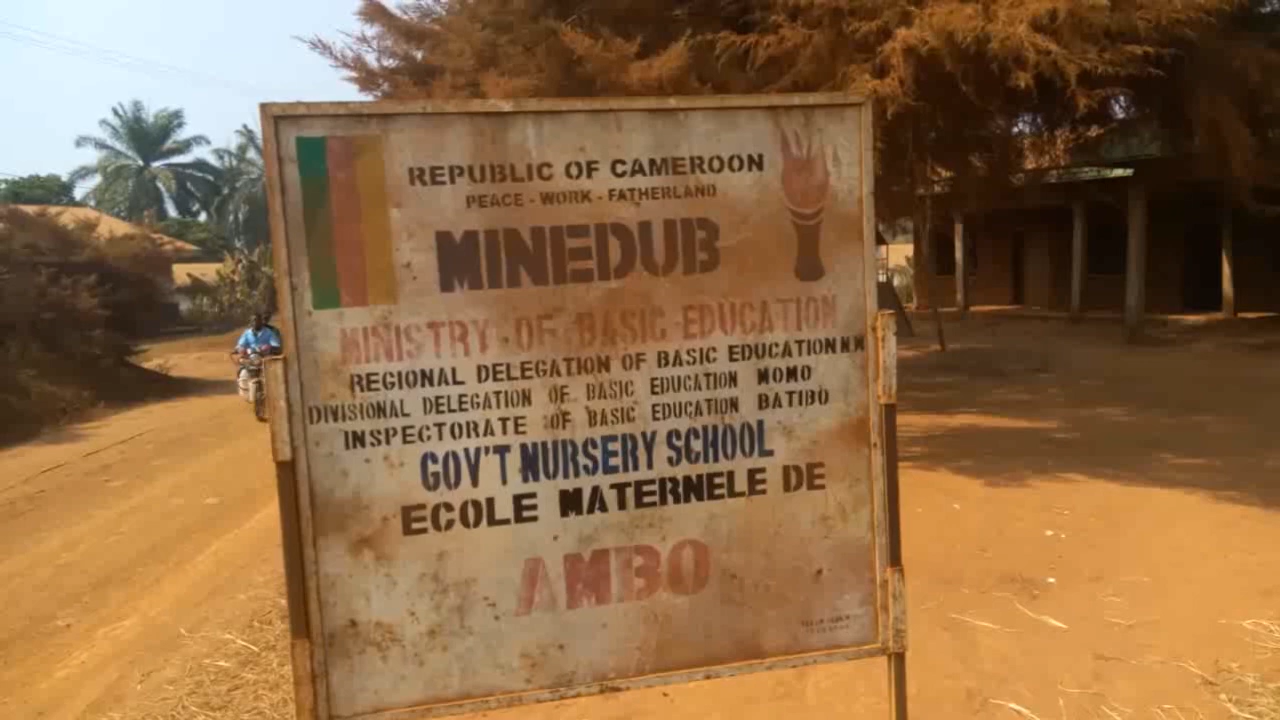 REPUBLIC OF CAMEROON
PEACE - WORK - FATHERLAND
MINEDUB
MINISTRY OF BASIC EDUCATION
REGIONAL DELEGATION OF BASIC EDUCATION N.W
DIVISIONAL DELEGATION OF BASIC EDUCATION MOMO
INSPECTORATE OF BASIC EDUCATION BATIBO
GOV'T NURSERY SCHOOL
ECOLE MATERNELE DE
AMBO